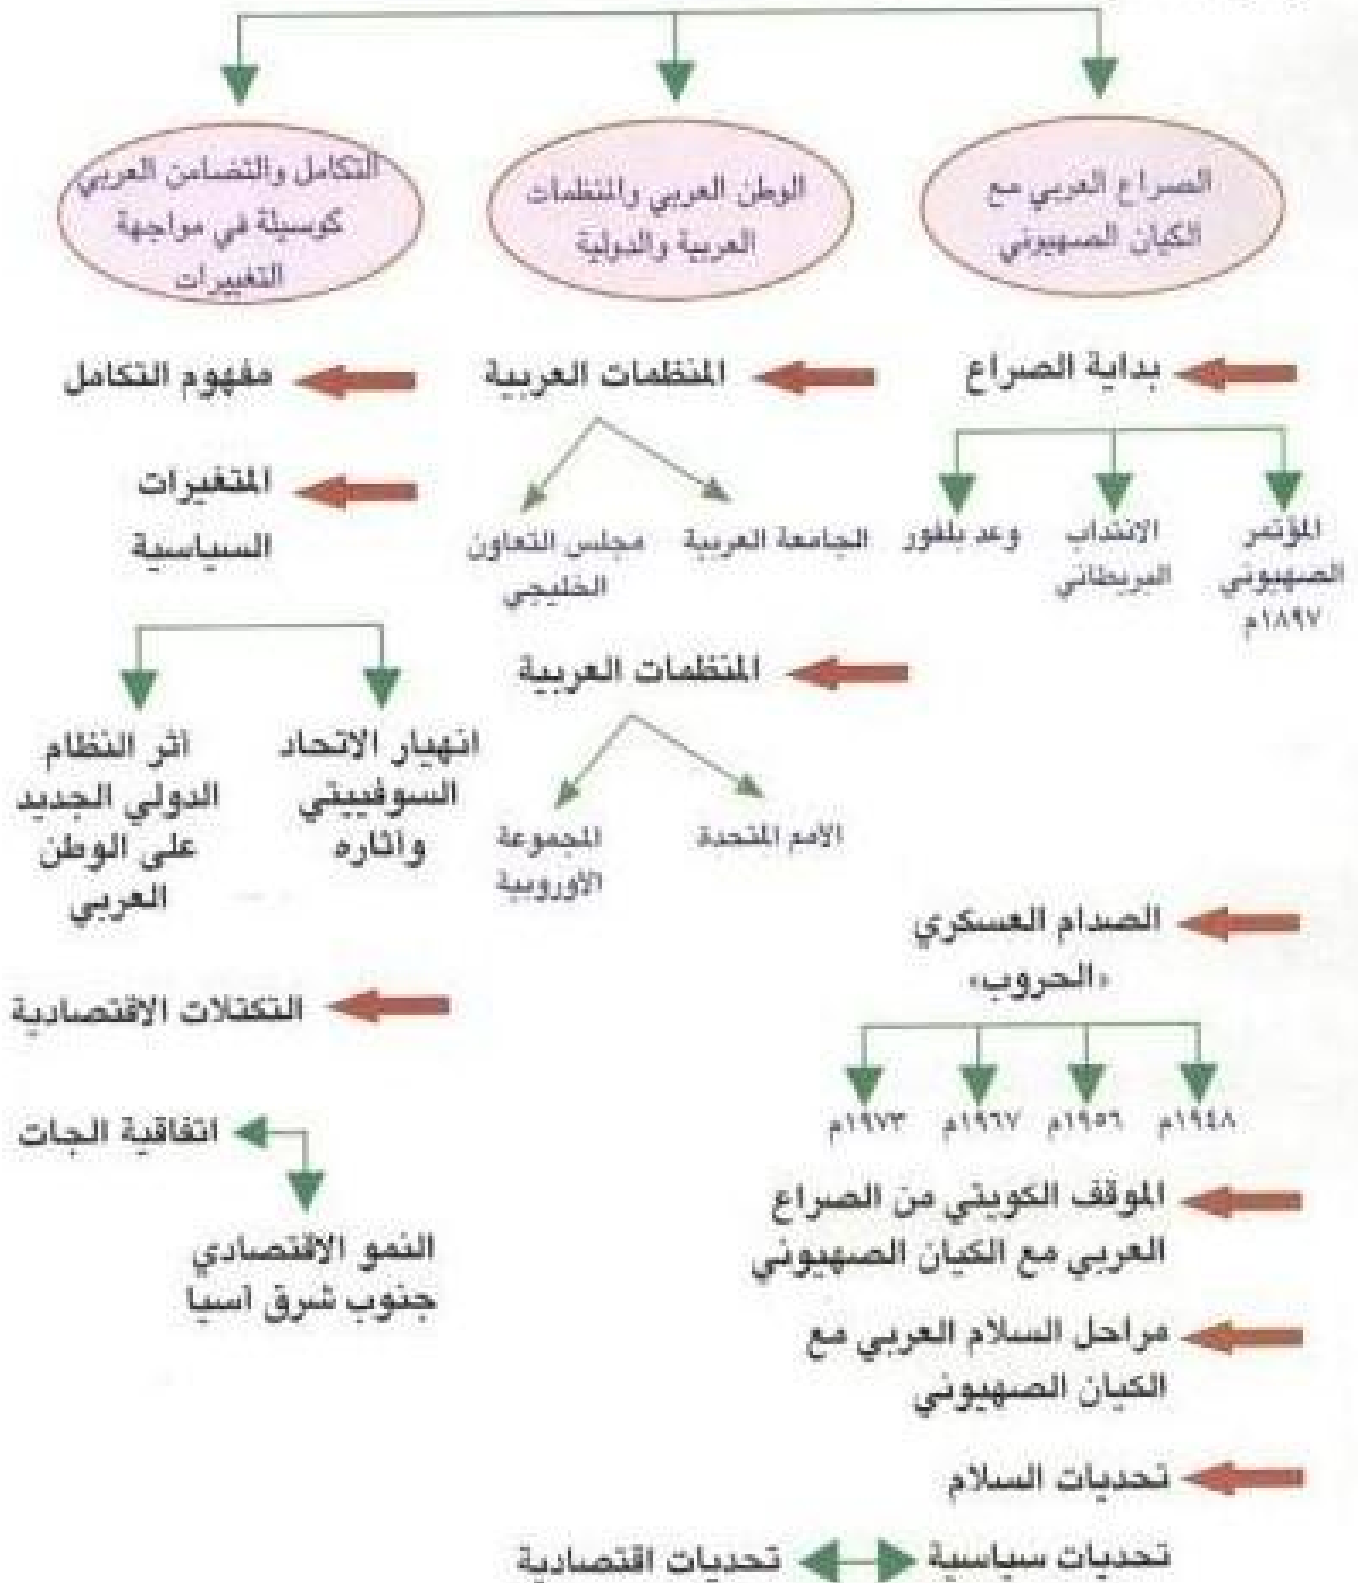 الصراع العربي مع
الكيان الصهيوني
بداية الصراع
المؤتمر
الصهيوني
١٨٩٧م
الانتداب
البريطاني
وعد بلفور
الصدام العسكري
«الحروب»
١٩٤٨م
١٩٥٦م
١٩٦٧م
١٩٧٣م
الموقف الكويتي من الصراع
العربي مع الكيان الصهيوني
مراحل السلام العربي مع
الكيان الصهيوني
تحديات السلام
تحديات سياسية
تحديات اقتصادية
الوطن العربي والمنظمات
العربية والدولية
المنظمات العربية
الجامعة العربية
مجلس التعاون
الخليجي
المنظمات العربية
الأمم المتحدة
المجموعة
الأوروبية
التكامل والتضامن العربي
كوسيلة في مواجهة
التغييرات
مفهوم التكامل
المتغيرات
السياسية
انهيار الاتحاد
السوفييتي
وآثاره
أثر النظام
الدولي الجديد
على الوطن
العربي
التكتلات الاقتصادية
اتفاقية الجات
النمو الاقتصادي
جنوب شرق آسيا